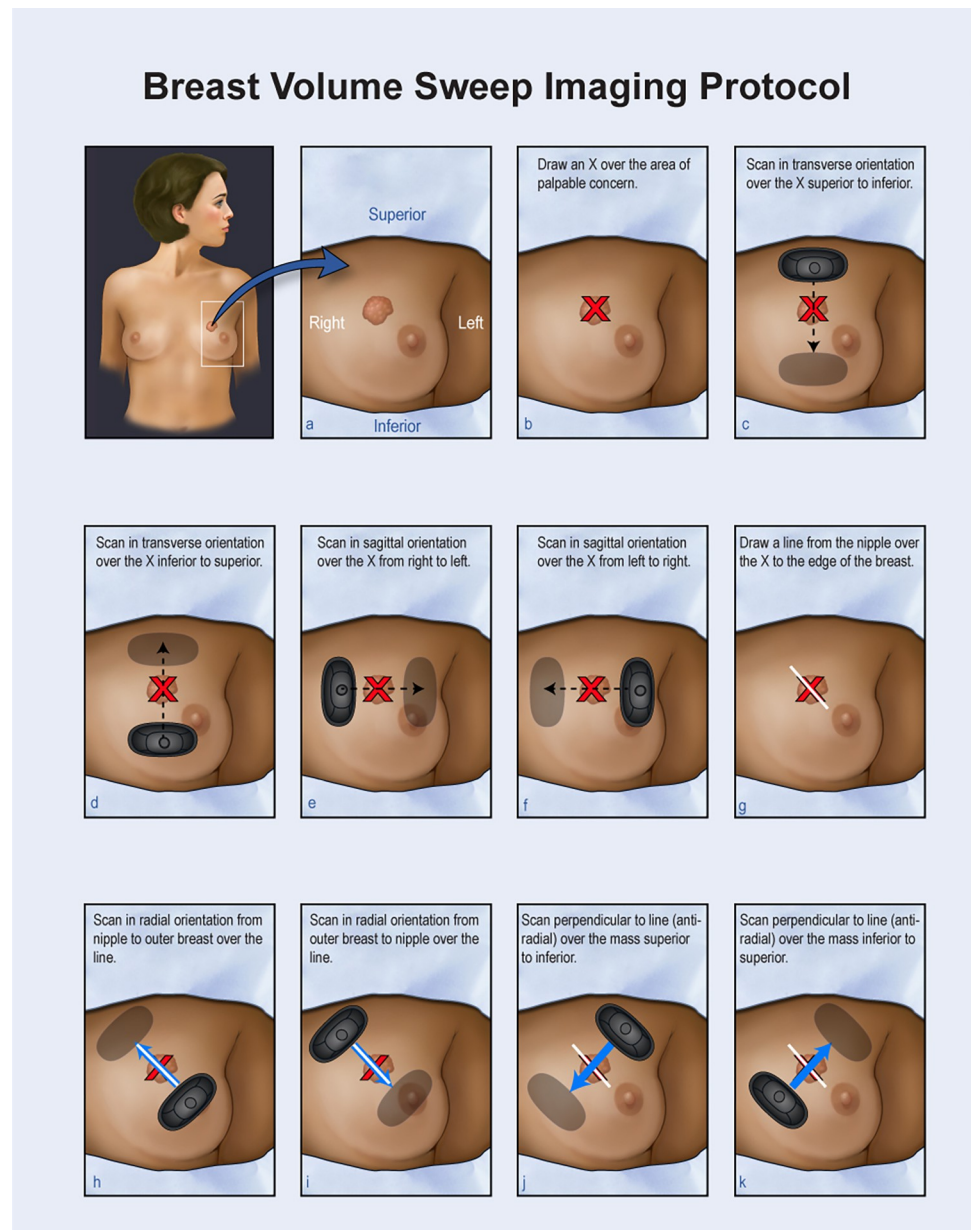 Breast Volume Sweep Imaging Protocol
Superior
Right
Left
a
Inferior
Draw an X over the area of
palpable concern.
X
b
Scan in transverse orientation
over the X superior to inferior.
X
c
Scan in transverse orientation
over the X inferior to superior.
X
d
Scan in sagittal orientation
over the X from right to left.
X
e
Scan in sagittal orientation
over the X from left to right.
X
f
Draw a line from the nipple over
the X to the edge of the breast.
X
g
Scan in radial orientation from
nipple to outer breast over the
line.
X
h
Scan in radial orientation from
outer breast to nipple over the
line.
X
i
Scan perpendicular to line (anti-
radial) over the mass superior
to inferior.
X
j
Scan perpendicular to line (anti-
radial) over the mass inferior to
superior.
X
k